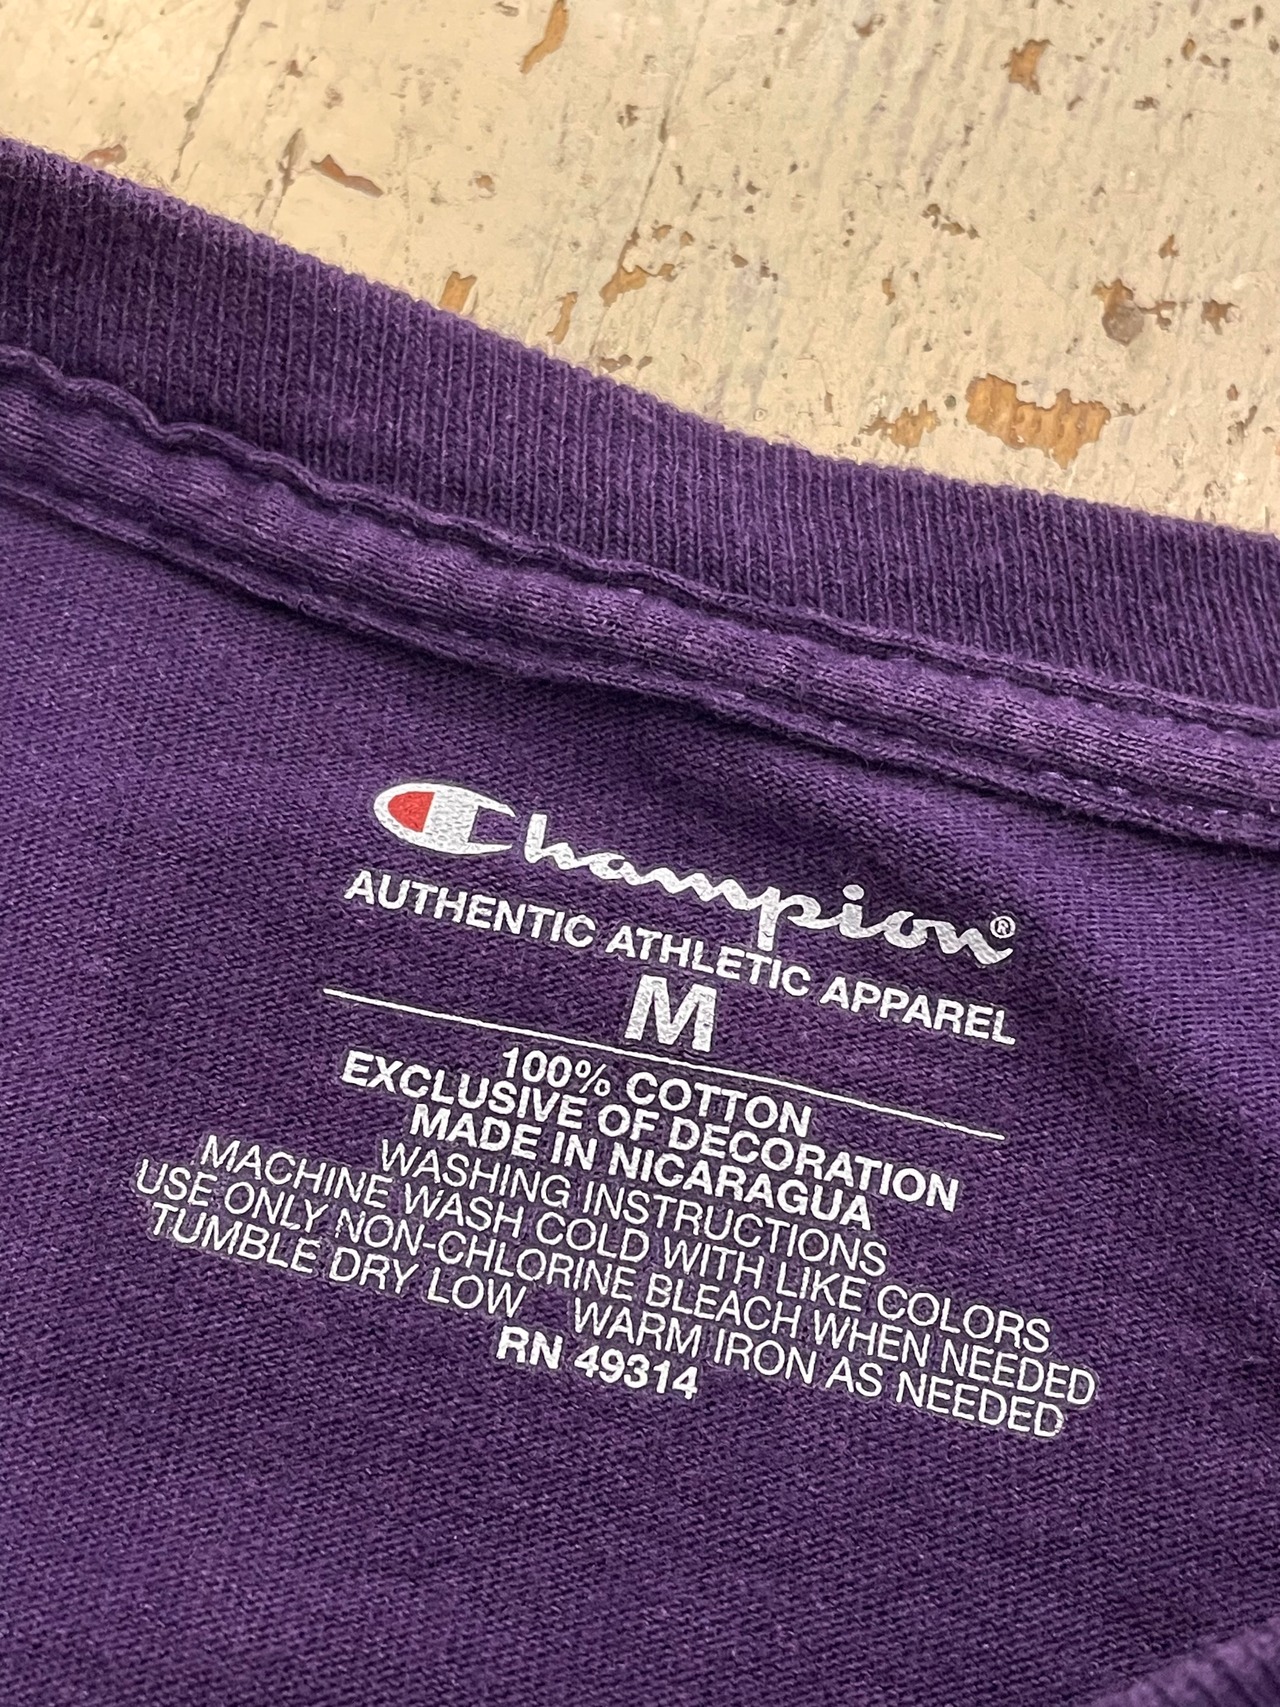 Champion®
AUTHENTIC ATHLETIC APPAREL
M
100% COTTON
EXCLUSIVE OF DECORATION
MADE IN NICARAGUA
WASHING INSTRUCTIONS
MACHINE WASH COLD WITH LIKE COLORS
USE ONLY NON-CHLORINE BLEACH WHEN NEEDED
TUMBLE DRY LOW WARM IRON AS NEEDED
RN 49314